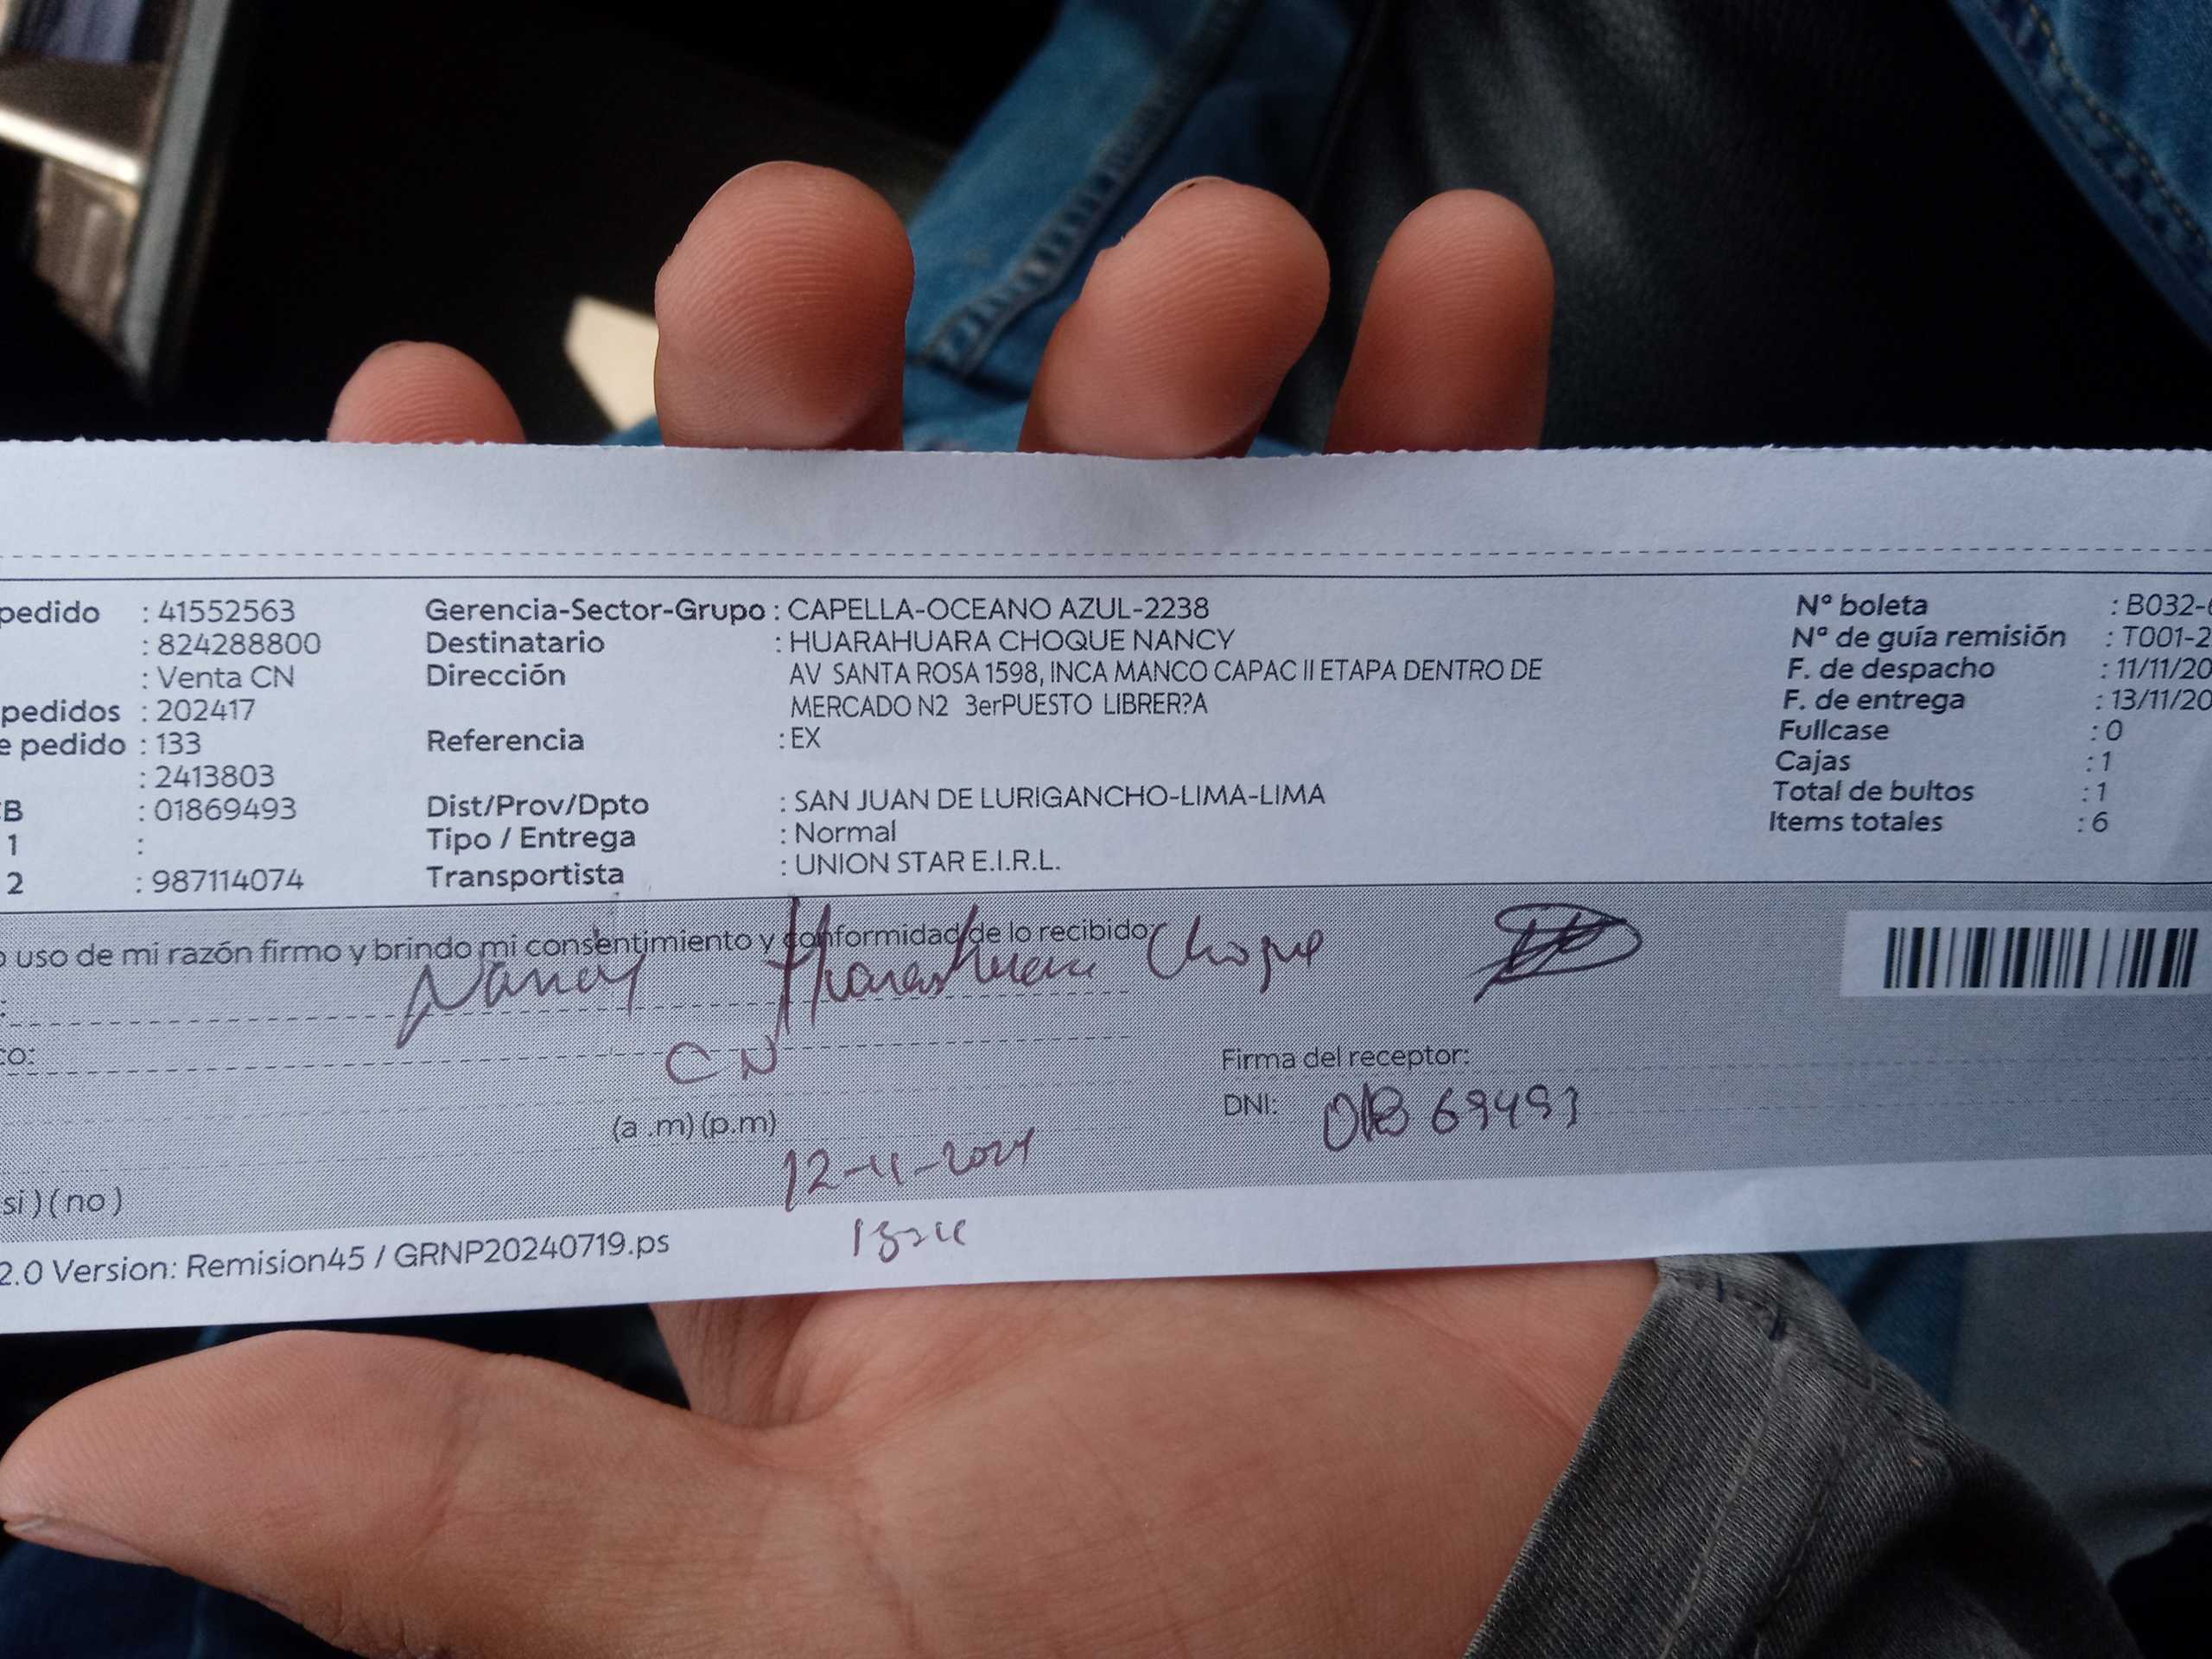 pedido : 41552563 Gerencia-Sector-Grupo : CAPELLA-OCEANO AZUL-2238 Nº boleta : B032-
: 824288800 Destinatario : HUARAHUARA CHOQUE NANCY Nº de guía remisión : T001-2
: Venta CN Dirección AV SANTA ROSA 1598, INCA MANCO CAPAC II ETAPA DENTRO DE F. de despacho : 11/11/20
pedidos : 202417 MERCADO N2 3erPUESTO LIBRER?A F. de entrega : 13/11/20
e pedido : 133 Referencia : EX Fullcase : 0
: 2413803 Cajas : 1
B : 01869493 Dist/Prov/Dpto : SAN JUAN DE LURIGANCHO-LIMA-LIMA Total de bultos : 1
1 : Tipo / Entrega : Normal Items totales : 6
2 : 987114074 Transportista : UNION STAR E.I.R.L.
o uso de mi razón firmo y brindo mi consentimiento y conformidad de lo recibido
Nancy Huarahuara Choque
co: CN Firma del receptor:
(a .m) (p.m) DNI: 01869493
12-11-2024
si ) ( no )
2.0 Version: Remision45 / GRNP20240719.ps